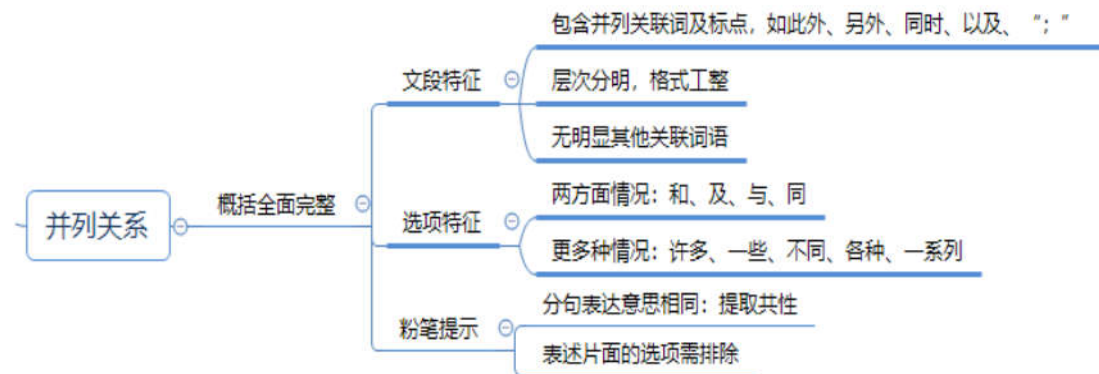 包含并列关联词及标点，如此外、另外、同时、以及、“；”
文段特征
层次分明，格式工整
无明显其他关联词语
并列关系
概括全面完整
两方面情况：和、及、与、同
选项特征
更多种情况：许多、一些、不同、各种、一系列
分句表达意思相同：提取共性
粉笔提示
表述片面的选项需排除